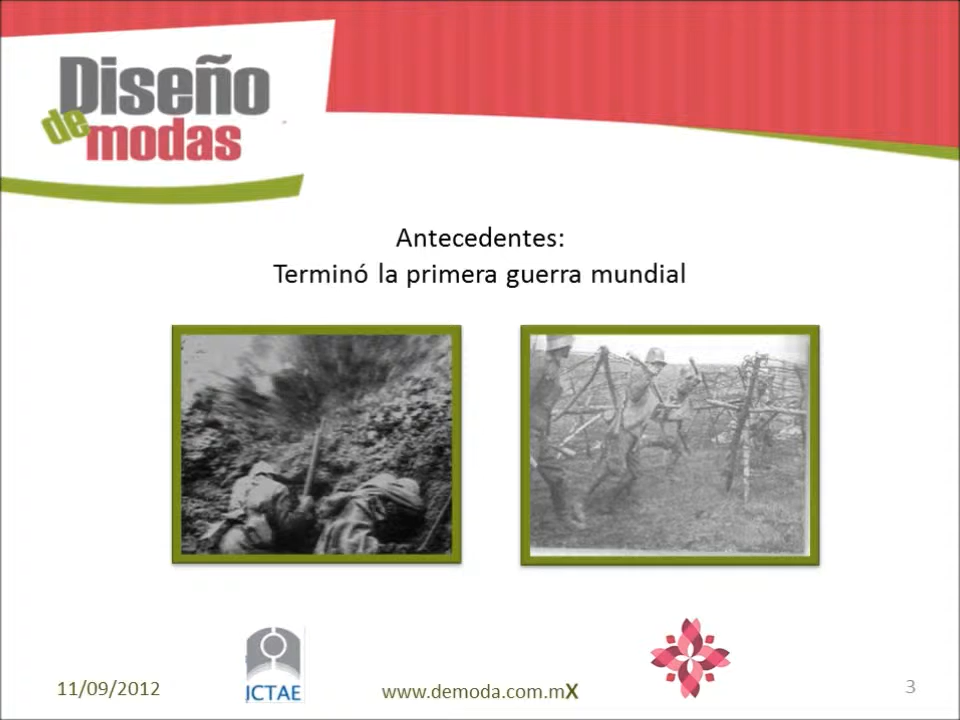 Diseño
de
modas
Antecedentes:
Terminó la primera guerra mundial
11/09/2012
ICTAE
www.demoda.com.mX
3